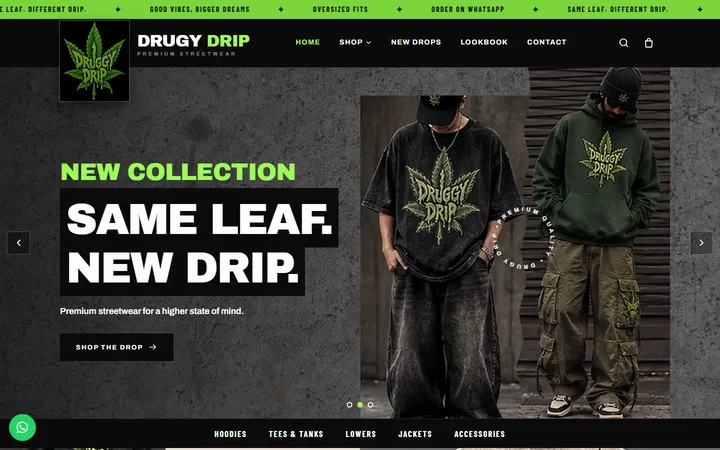 E LEAF. DIFFERENT DRIP. ✦ GOOD VIBES, BIGGER DREAMS ✦ OVERSIZED FITS ✦ ORDER ON WHATSAPP ✦ SAME LEAF. DIFFERENT DRIP. ✦
DRUGGY
DRIP
DRUGY DRIP
PREMIUM STREETWEAR
HOME SHOP NEW DROPS LOOKBOOK CONTACT
NEW COLLECTION
SAME LEAF.
NEW DRIP.
Premium streetwear for a higher state of mind.
SHOP THE DROP →
DRUGGY
DRIP
DRUGGY
DRIP
PREMIUM QUALITY • DRUGY DRIP •
HOODIES TEES & TANKS LOWERS JACKETS ACCESSORIES